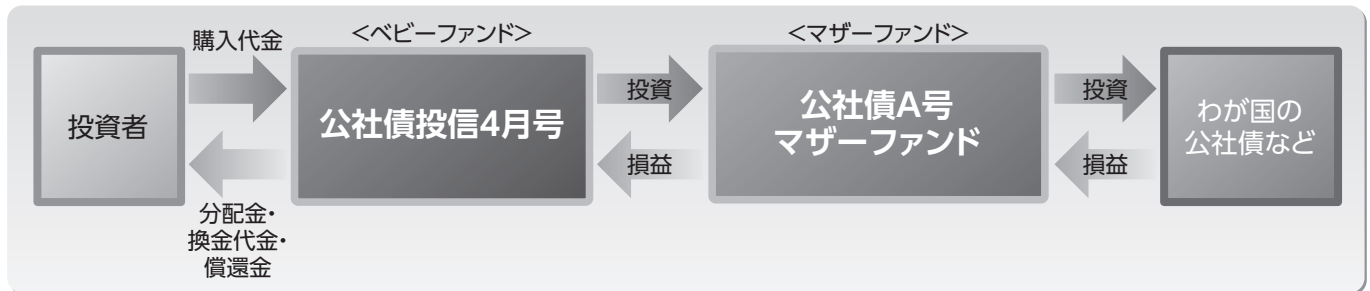 購入代金
<ベビーファンド>
<マザーファンド>
投資者
公社債投信4月号
投資
公社債A号
マザーファンド
投資
わが国の
公社債など
損益
損益
分配金・
換金代金・
償還金